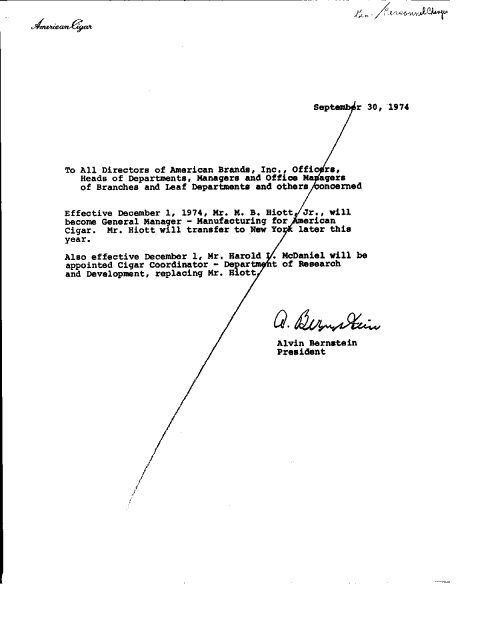 Gen. / Personnel Changes
American Cigar
September 30, 1974
To All Directors of American Brands, Inc., Officers,
Heads of Departments, Managers and Office Managers
of Branches and Leaf Departments and others concerned
Effective December 1, 1974, Mr. M. B. Hiott, Jr., will
become General Manager - Manufacturing for American
Cigar. Mr. Hiott will transfer to New York later this
year.
Also effective December 1, Mr. Harold L. McDaniel will be
appointed Cigar Coordinator - Department of Research
and Development, replacing Mr. Hiott.
A. Bernstein
Alvin Bernstein
President